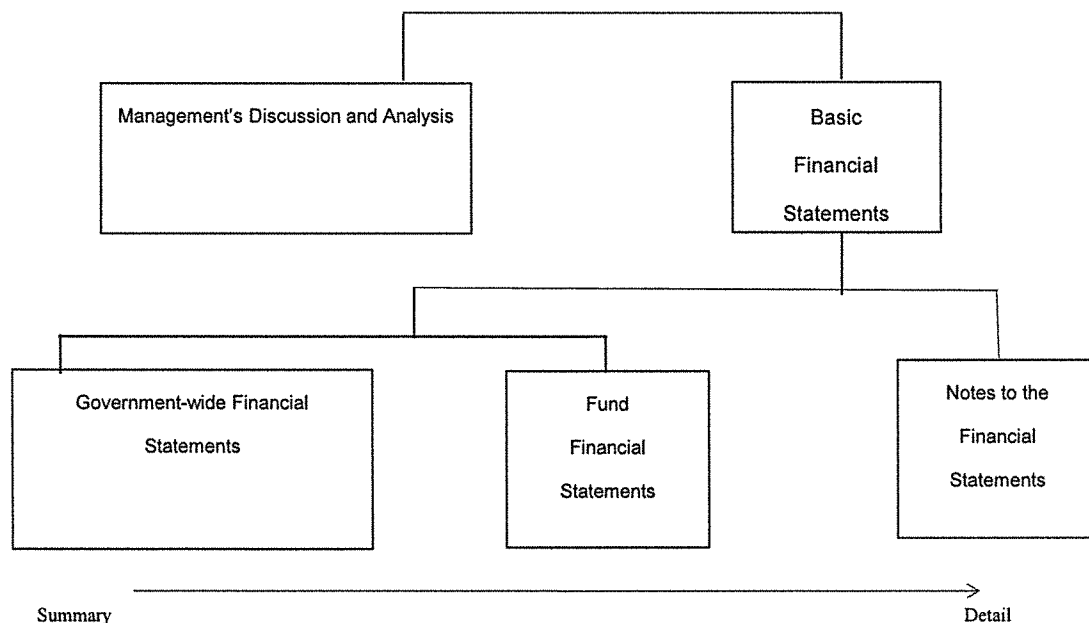 Management's Discussion and Analysis
Basic
Financial
Statements
Government-wide Financial
Statements
Fund
Financial
Statements
Notes to the
Financial
Statements
Summary
Detail